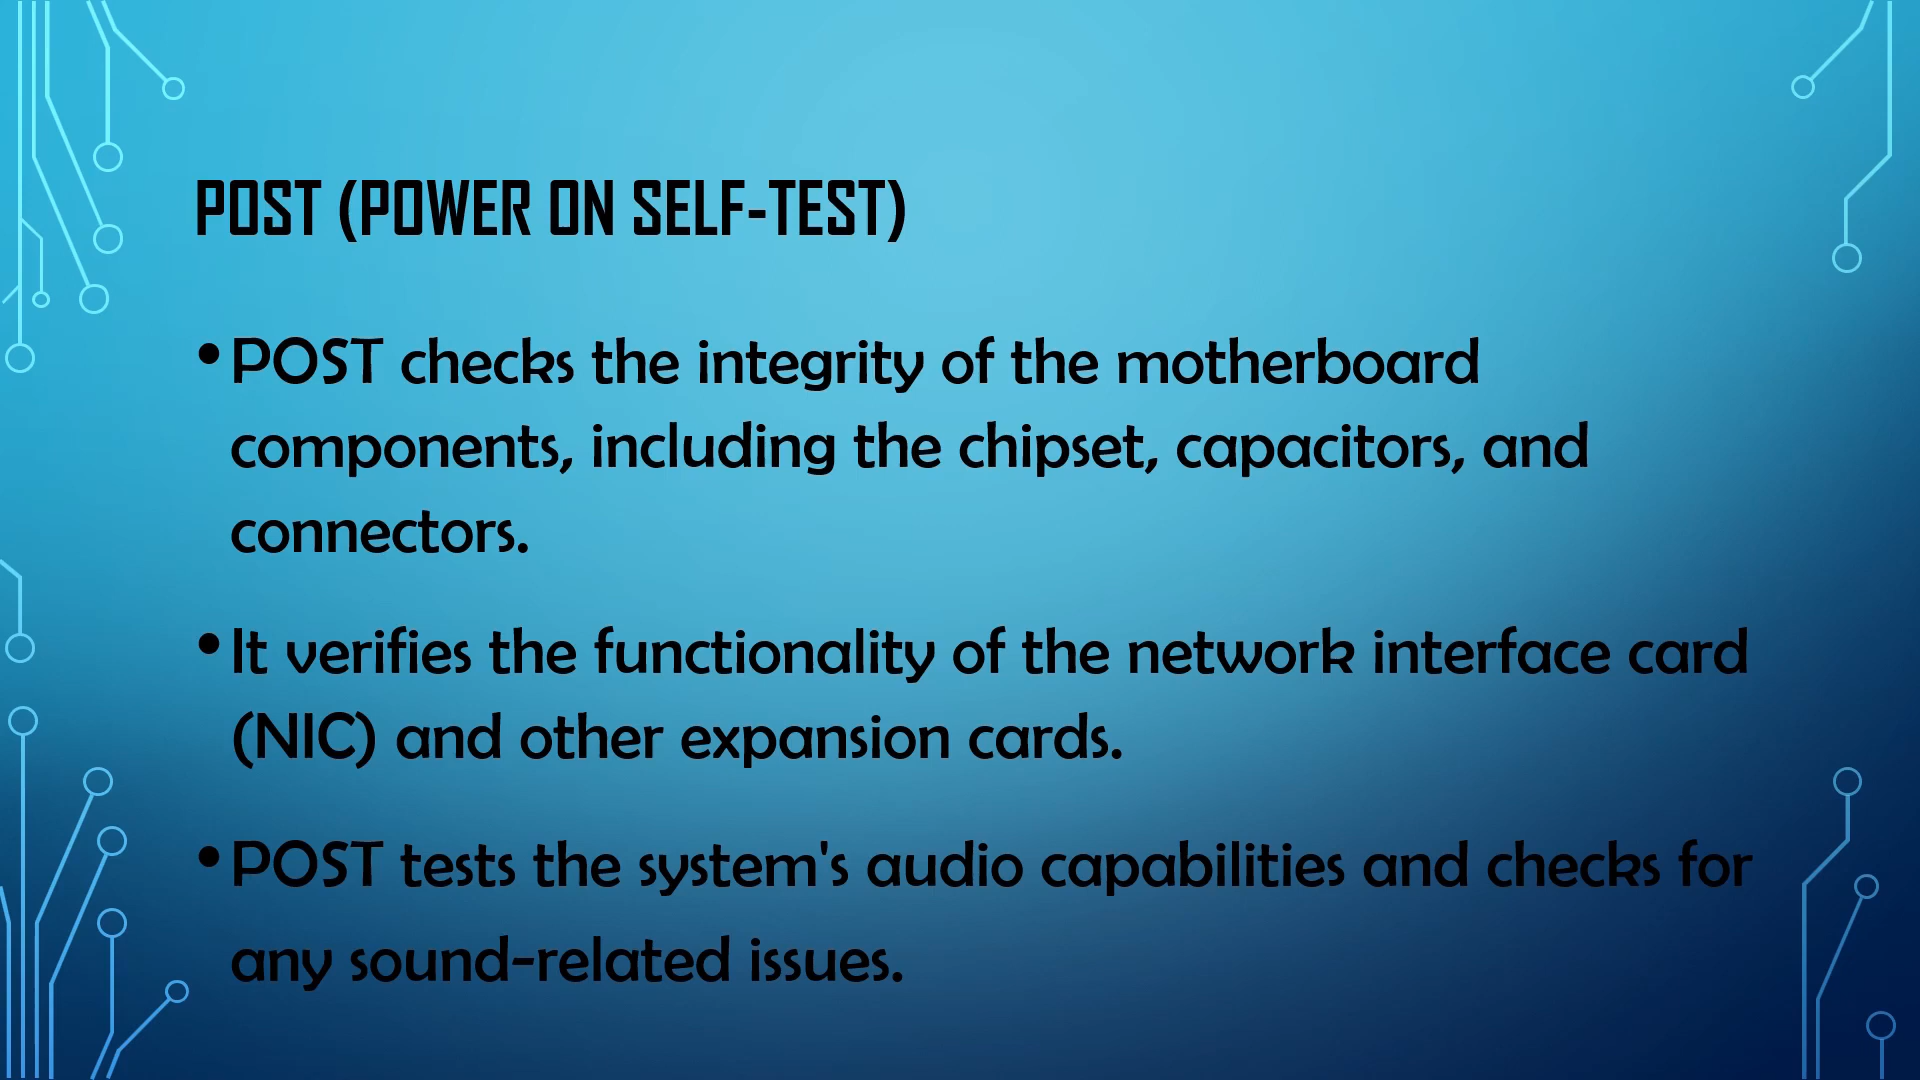 POST (POWER ON SELF-TEST)
•POST checks the integrity of the motherboard
components, including the chipset, capacitors, and
connectors.
•It verifies the functionality of the network interface card
(NIC) and other expansion cards.
•POST tests the system's audio capabilities and checks for
any sound-related issues.